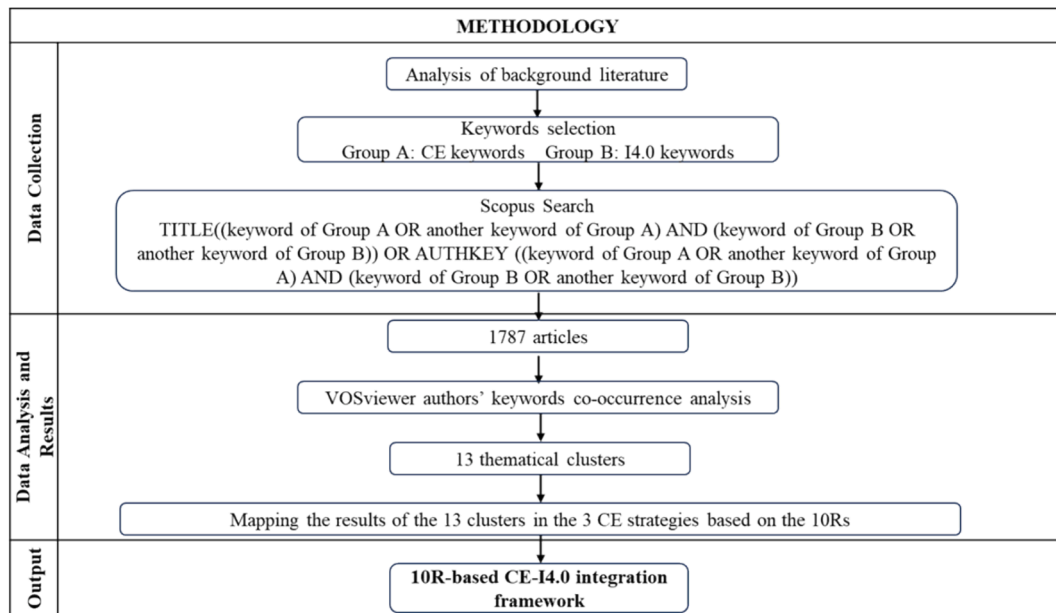 METHODOLOGY
Data Collection
Analysis of background literature
Keywords selection
Group A: CE keywords Group B: I4.0 keywords
Scopus Search
TITLE((keyword of Group A OR another keyword of Group A) AND (keyword of Group B OR
another keyword of Group B)) OR AUTHKEY ((keyword of Group A OR another keyword of Group
A) AND (keyword of Group B OR another keyword of Group B))
Data Analysis and
Results
1787 articles
VOSviewer authors' keywords co-occurrence analysis
13 thematical clusters
Mapping the results of the 13 clusters in the 3 CE strategies based on the 10Rs
Output
10R-based CE-I4.0 integration
framework